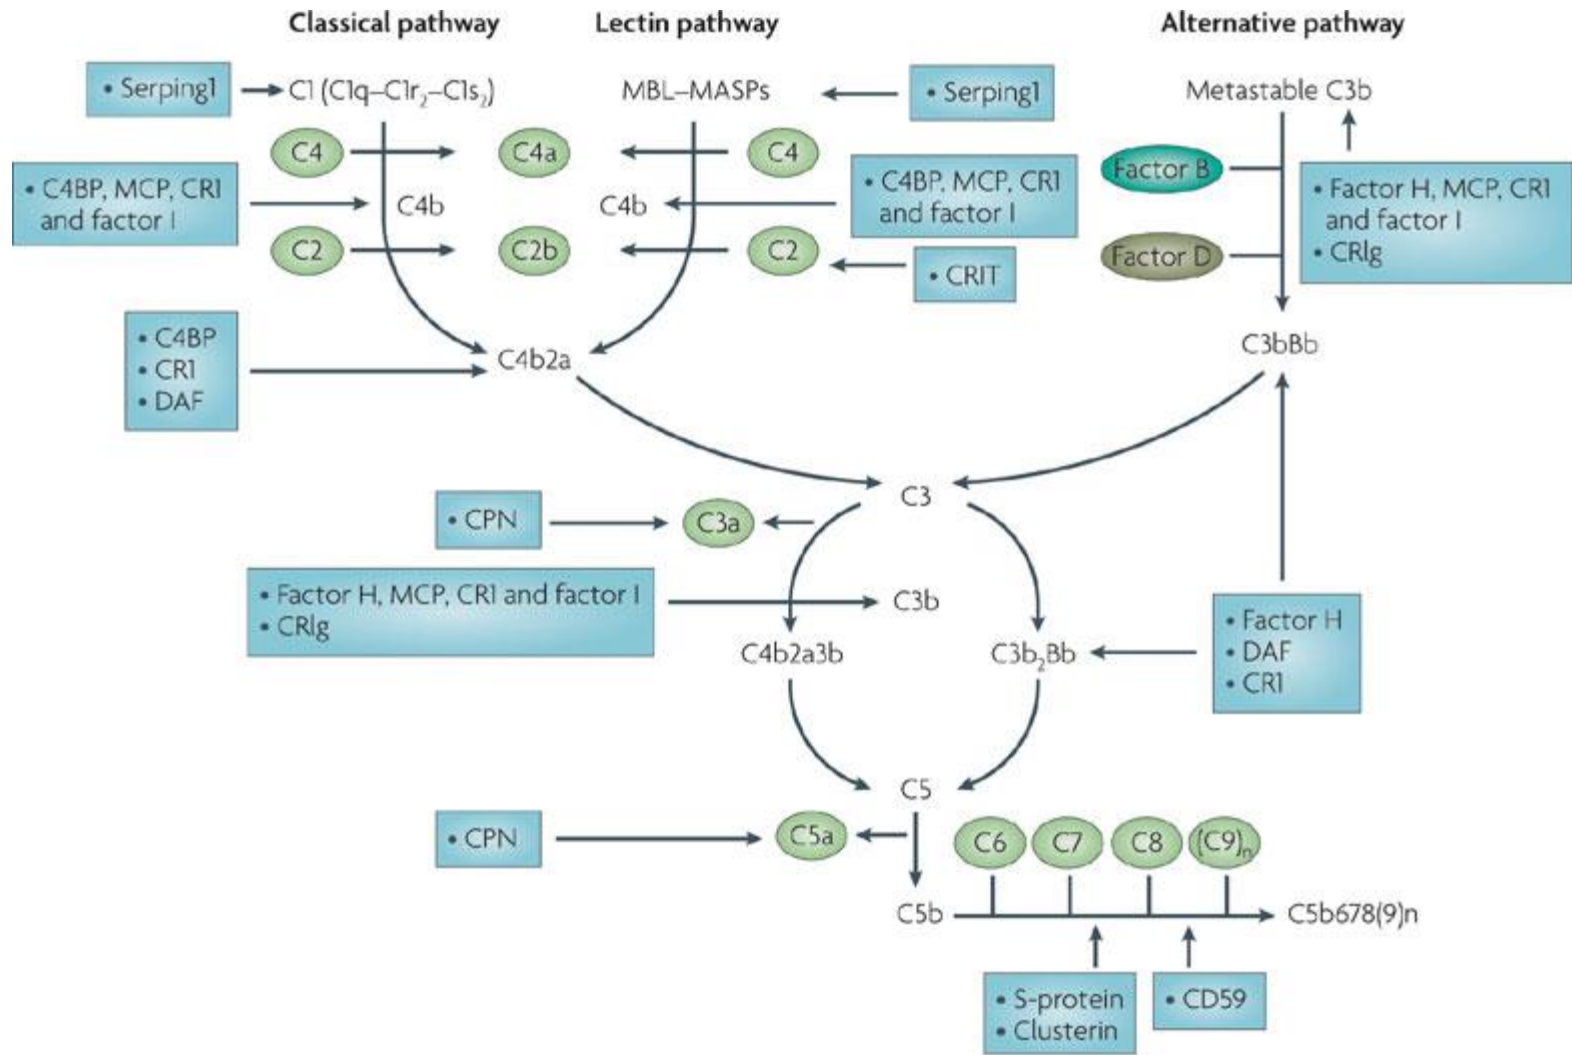 Classical pathway
Lectin pathway
Alternative pathway
• Serping1
C1 (C1q–C1r₂–C1s₂)
MBL–MASPs
• Serping1
Metastable C3b
C4
C4a
C4
Factor B
• C4BP, MCP, CR1
and factor I
C4b
C4b
• C4BP, MCP, CR1
and factor I
• Factor H, MCP, CR1
and factor I
• CRIg
C2
C2b
C2
• CRIT
Factor D
• C4BP
• CR1
• DAF
C4b2a
C3bBb
C3
• CPN
C3a
• Factor H, MCP, CR1 and factor I
• CRIg
C3b
C4b2a3b
C3b₂Bb
• Factor H
• DAF
• CR1
C5
• CPN
C5a
C6
C7
C8
(C9)ₙ
C5b
C5b678(9)n
• S-protein
• Clusterin
• CD59